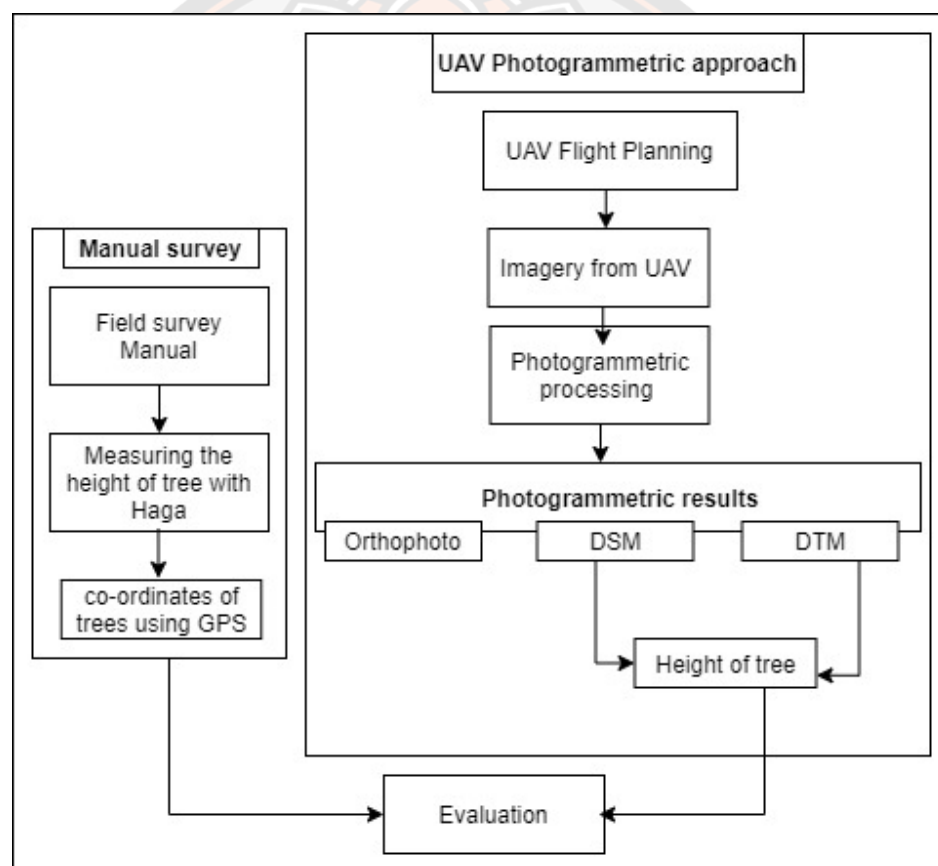 UAV Photogrammetric approach
UAV Flight Planning
Imagery from UAV
Photogrammetric
processing
Photogrammetric results
Orthophoto
DSM
DTM
Height of tree
Manual survey
Field survey
Manual
Measuring the
height of tree with
Haga
co-ordinates of
trees using GPS
Evaluation